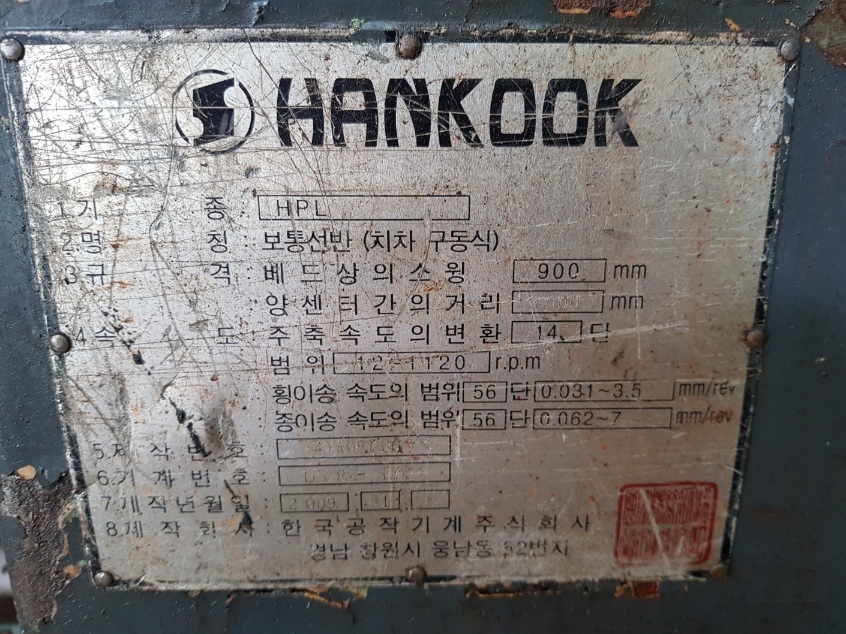 HANKOOK
1.기 종 : HPL
2.명 칭 : 보통선반 (치차 구동식)
3.규 격 : 베드상의스윙 900 mm
양센터간의거리 mm
4.속 도 : 주축속도의변환 14 단
범위 12~1120 r.p.m
횡이송 속도의 범위 56 단 0.031~3.5 mm/rev
종이송 속도의 범위 56 단 0.062~7 mm/rev
5.제작번호 :
6.기계번호 :
7.제작년월일 : 2009
8.제작회사 : 한국공작기계주식회사
경남 창원시 웅남동 52번지